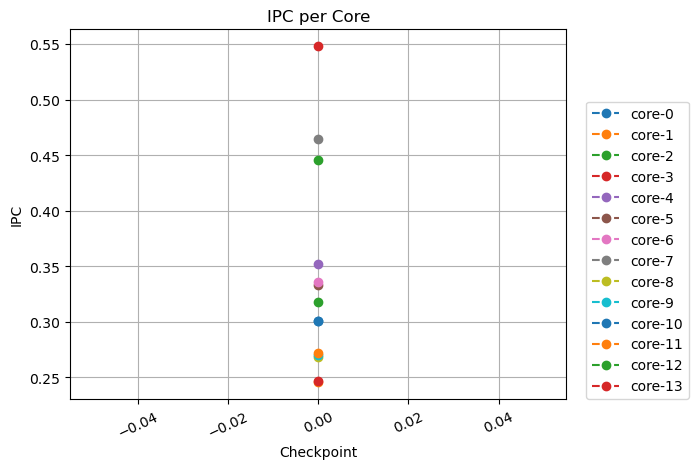 IPC per Core
IPC
0.55
0.50
0.45
0.40
0.35
0.30
0.25
−0.04
−0.02
0.00
0.02
0.04
Checkpoint
core-0
core-1
core-2
core-3
core-4
core-5
core-6
core-7
core-8
core-9
core-10
core-11
core-12
core-13